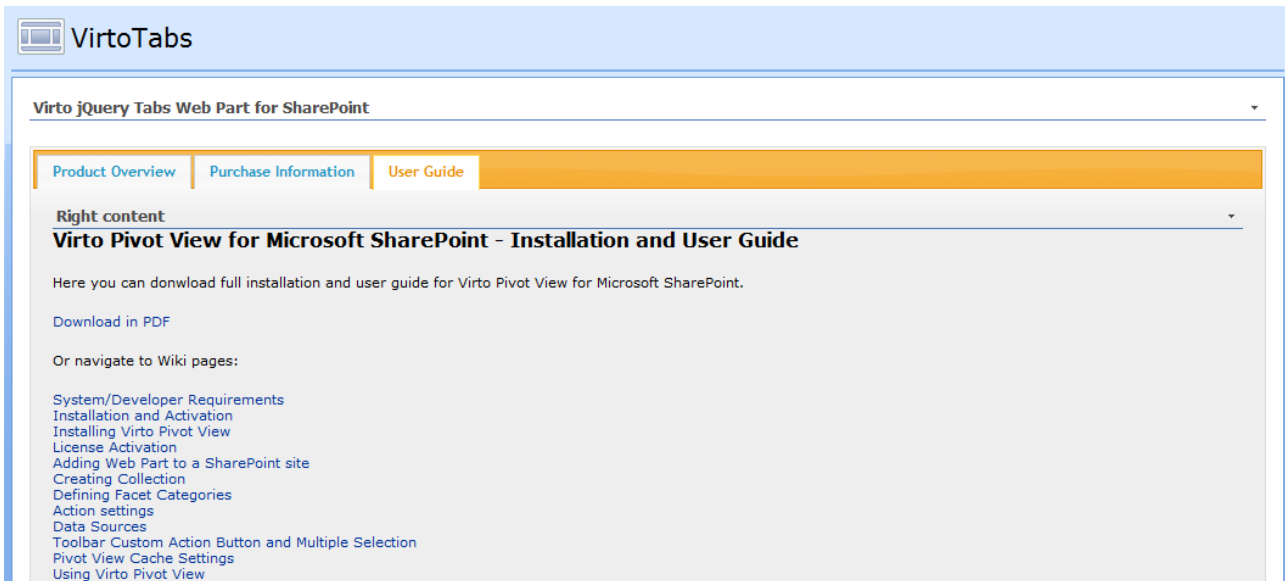 VirtoTabs
Virto jQuery Tabs Web Part for SharePoint
Product Overview Purchase Information User Guide
Right content
Virto Pivot View for Microsoft SharePoint - Installation and User Guide
Here you can donwload full installation and user guide for Virto Pivot View for Microsoft SharePoint.
Download in PDF
Or navigate to Wiki pages:
System/Developer Requirements
Installation and Activation
Installing Virto Pivot View
License Activation
Adding Web Part to a SharePoint site
Creating Collection
Defining Facet Categories
Action settings
Data Sources
Toolbar Custom Action Button and Multiple Selection
Pivot View Cache Settings
Using Virto Pivot View